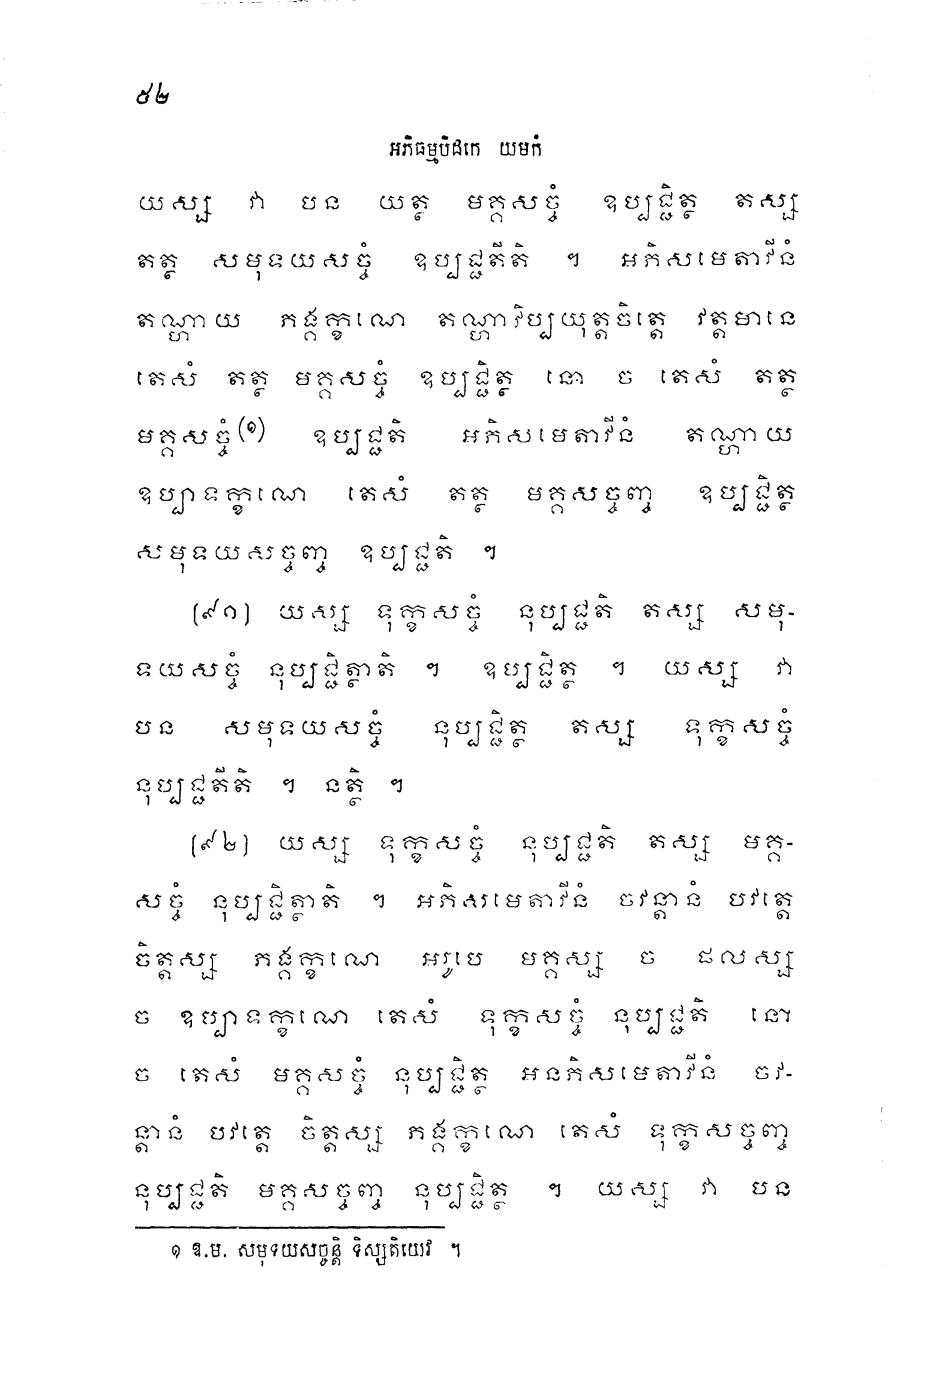 ៥២
អភិធម្មបិដកេ យមកំ
យស្ស វា បន យត្ថ មគ្គសច្ចំ ឧប្បជ្ជិត្ថ តស្ស
តត្ថ សមុទយសច្ចំ ឧប្បជ្ជតីតិ ។ អភិសមេតាវីនំ
តណ្ហាយ ភង្គក្ខណេ តណ្ហាវិប្បយុត្តចិត្តេ វត្តមានេ
តេសំ តត្ថ មគ្គសច្ចំ ឧប្បជ្ជិត្ថ នោ ច តេសំ តត្ថ
មគ្គសច្ចំ(១) ឧប្បជ្ជតិ អភិសមេតាវីនំ តណ្ហាយ
ឧប្បាទក្ខណេ តេសំ តត្ថ មគ្គសច្ចញ្ច ឧប្បជ្ជិត្ថ
សមុទយសច្ចញ្ច ឧប្បជ្ជតិ ។
(៩១) យស្ស ទុក្ខសច្ចំ នុប្បជ្ជតិ តស្ស សមុ-
ទយសច្ចំ នុប្បជ្ជិត្ថាតិ ។ ឧប្បជ្ជិត្ថ ។ យស្ស វា
បន សមុទយសច្ចំ នុប្បជ្ជិត្ថ តស្ស ទុក្ខសច្ចំ
នុប្បជ្ជតីតិ ។ នត្ថិ ។
(៩២) យស្ស ទុក្ខសច្ចំ នុប្បជ្ជតិ តស្ស មគ្គ-
សច្ចំ នុប្បជ្ជិត្ថាតិ ។ អភិសមេតាវីនំ ចវន្តានំ បវត្តេ
ចិត្តស្ស ភង្គក្ខណេ អរូបេ មគ្គស្ស ច ផលស្ស
ច ឧប្បាទក្ខណេ តេសំ ទុក្ខសច្ចំ នុប្បជ្ជតិ នោ
ច តេសំ មគ្គសច្ចំ នុប្បជ្ជិត្ថ អនភិសមេតាវីនំ ចវ-
ន្តានំ បវត្តេ ចិត្តស្ស ភង្គក្ខណេ តេសំ ទុក្ខសច្ចញ្ច
នុប្បជ្ជតិ មគ្គសច្ចញ្ច នុប្បជ្ជិត្ថ ។ យស្ស វា បន
១ ឱ.ម. សមុទយសច្ចន្តិ ទិស្សតិយេវ ។